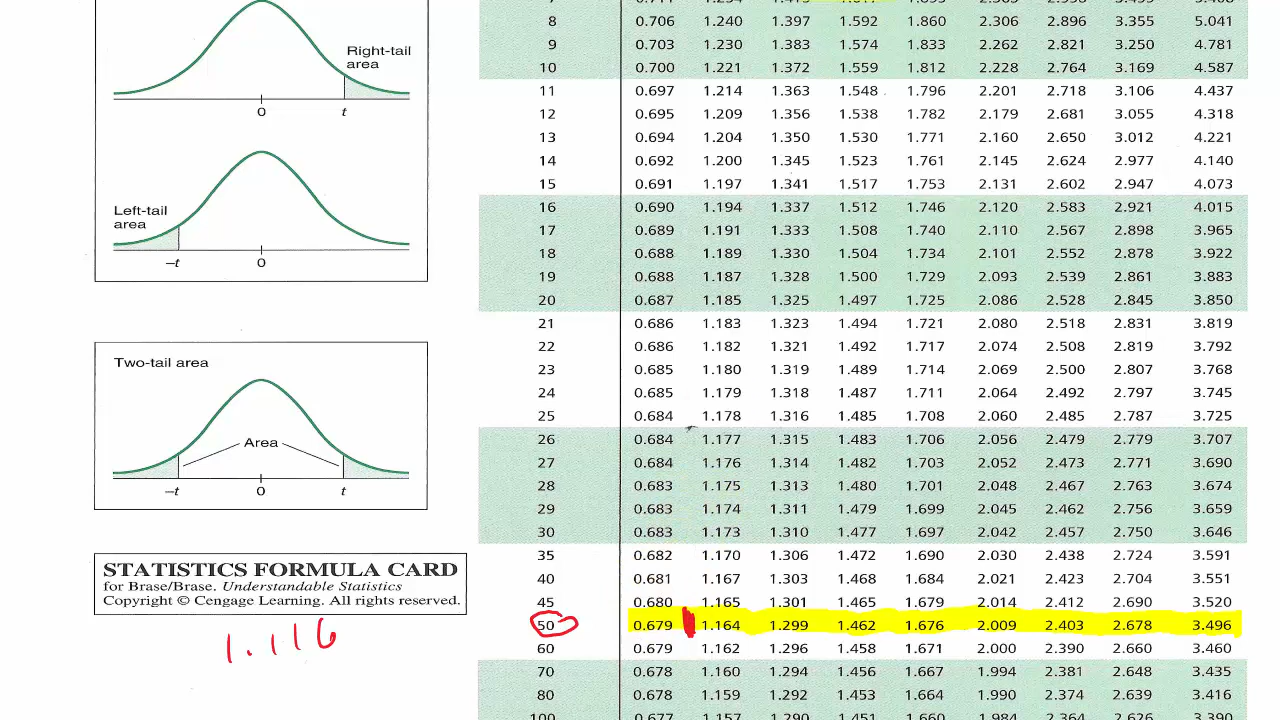 Right-tail
area
0 t
Left-tail
area
−t 0
Two-tail area
Area
−t 0 t
STATISTICS FORMULA CARD
for Brase/Brase. Understandable Statistics
Copyright © Cengage Learning. All rights reserved.
1.116
8 0.706 1.240 1.397 1.592 1.860 2.306 2.896 3.355 5.041
9 0.703 1.230 1.383 1.574 1.833 2.262 2.821 3.250 4.781
10 0.700 1.221 1.372 1.559 1.812 2.228 2.764 3.169 4.587
11 0.697 1.214 1.363 1.548 1.796 2.201 2.718 3.106 4.437
12 0.695 1.209 1.356 1.538 1.782 2.179 2.681 3.055 4.318
13 0.694 1.204 1.350 1.530 1.771 2.160 2.650 3.012 4.221
14 0.692 1.200 1.345 1.523 1.761 2.145 2.624 2.977 4.140
15 0.691 1.197 1.341 1.517 1.753 2.131 2.602 2.947 4.073
16 0.690 1.194 1.337 1.512 1.746 2.120 2.583 2.921 4.015
17 0.689 1.191 1.333 1.508 1.740 2.110 2.567 2.898 3.965
18 0.688 1.189 1.330 1.504 1.734 2.101 2.552 2.878 3.922
19 0.688 1.187 1.328 1.500 1.729 2.093 2.539 2.861 3.883
20 0.687 1.185 1.325 1.497 1.725 2.086 2.528 2.845 3.850
21 0.686 1.183 1.323 1.494 1.721 2.080 2.518 2.831 3.819
22 0.686 1.182 1.321 1.492 1.717 2.074 2.508 2.819 3.792
23 0.685 1.180 1.319 1.489 1.714 2.069 2.500 2.807 3.768
24 0.685 1.179 1.318 1.487 1.711 2.064 2.492 2.797 3.745
25 0.684 1.178 1.316 1.485 1.708 2.060 2.485 2.787 3.725
26 0.684 1.177 1.315 1.483 1.706 2.056 2.479 2.779 3.707
27 0.684 1.176 1.314 1.482 1.703 2.052 2.473 2.771 3.690
28 0.683 1.175 1.313 1.480 1.701 2.048 2.467 2.763 3.674
29 0.683 1.174 1.311 1.479 1.699 2.045 2.462 2.756 3.659
30 0.683 1.173 1.310 1.477 1.697 2.042 2.457 2.750 3.646
35 0.682 1.170 1.306 1.472 1.690 2.030 2.438 2.724 3.591
40 0.681 1.167 1.303 1.468 1.684 2.021 2.423 2.704 3.551
45 0.680 1.165 1.301 1.465 1.679 2.014 2.412 2.690 3.520
50 0.679 1.164 1.299 1.462 1.676 2.009 2.403 2.678 3.496
60 0.679 1.162 1.296 1.458 1.671 2.000 2.390 2.660 3.460
70 0.678 1.160 1.294 1.456 1.667 1.994 2.381 2.648 3.435
80 0.678 1.159 1.292 1.453 1.664 1.990 2.374 2.639 3.416
100 0.677 1.157 1.290 1.451 1.660 1.984 2.364 2.626 3.390